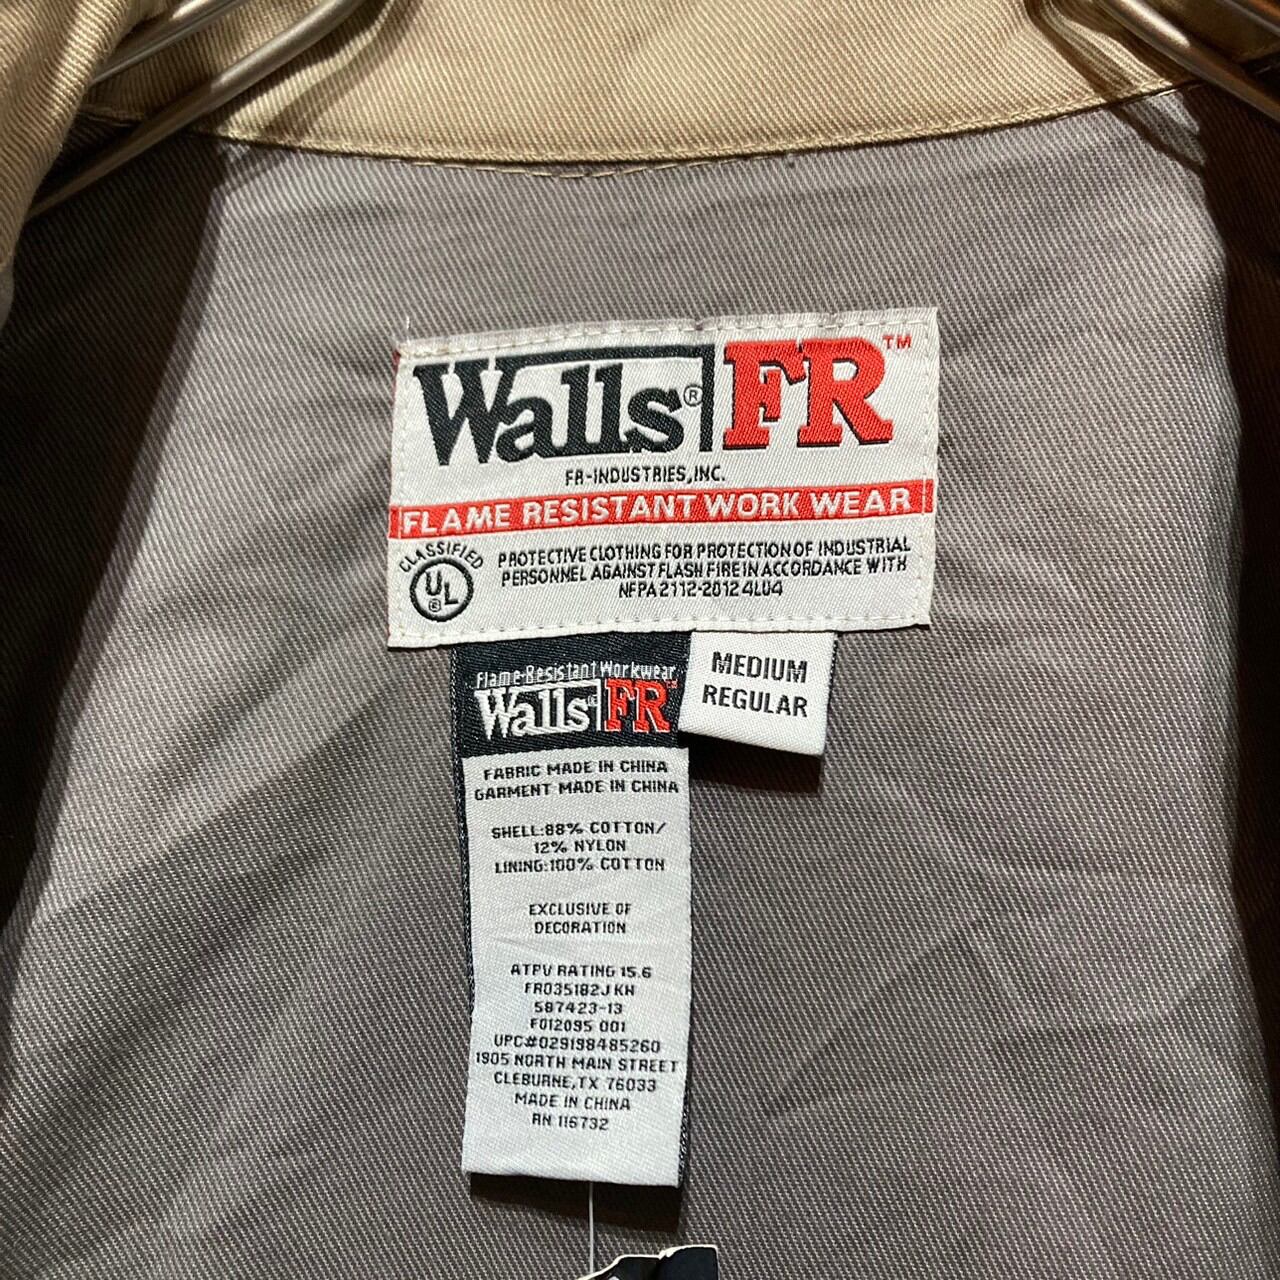 Walls® FR™
FR-INDUSTRIES,INC.
FLAME RESISTANT WORK WEAR
CLASSIFIED
UL®
PROTECTIVE CLOTHING FOR PROTECTION OF INDUSTRIAL
PERSONNEL AGAINST FLASH FIRE IN ACCORDANCE WITH
NFPA 2112-2012 4L04
Flame-Resistant Workwear
Walls® FR™
MEDIUM
REGULAR
FABRIC MADE IN CHINA
GARMENT MADE IN CHINA
SHELL:88% COTTON/
12% NYLON
LINING:100% COTTON
EXCLUSIVE OF
DECORATION
ATPV RATING 15.6
FRO35182J KH
587423-13
F012095 001
UPC#029198485260
1905 NORTH MAIN STREET
CLEBURNE,TX 76033
MADE IN CHINA
RN 116732